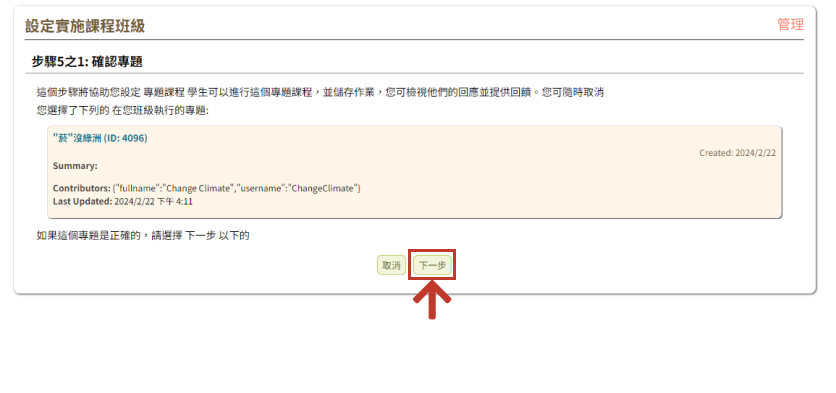 設定實施課程班級
管理
步驟5之1: 確認專題
這個步驟將協助您設定 專題課程 學生可以進行這個專題課程，並儲存作業，您可檢視他們的回應並提供回饋。您可隨時取消
您選擇了下列的 在您班級執行的專題:
"菸"沒綠洲 (ID: 4096)
Created: 2024/2/22
Summary:
Contributors: {"fullname":"Change Climate","username":"ChangeClimate"}
Last Updated: 2024/2/22 下午 4:11
如果這個專題是正確的，請選擇 下一步 以下的
取消 下一步